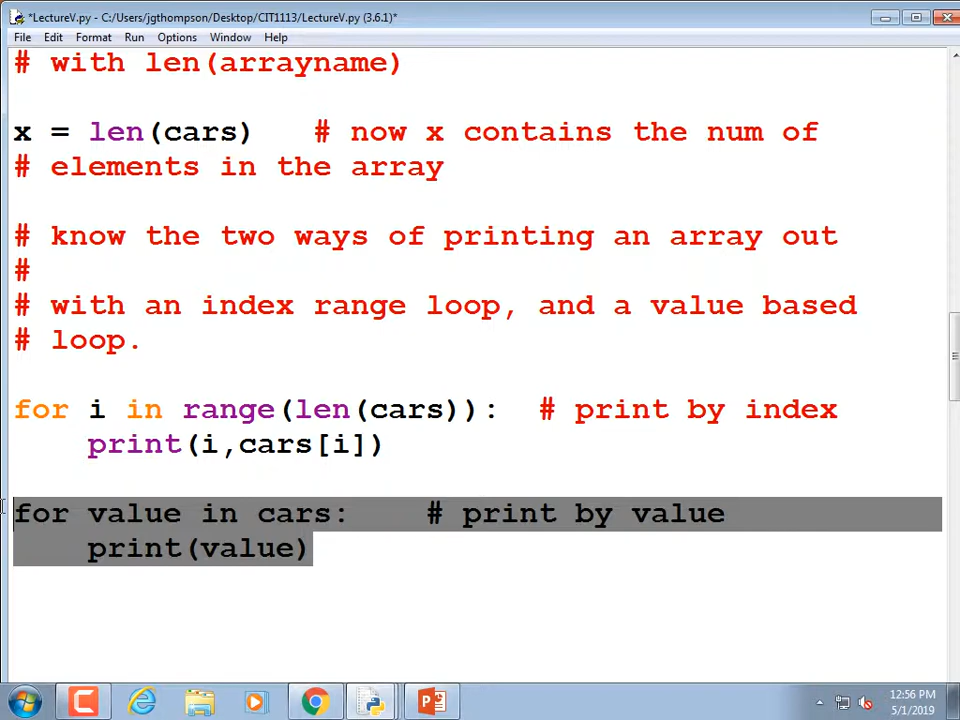 *LectureV.py - C:/Users/jgthompson/Desktop/CIT1113/LectureV.py (3.6.1)*
File Edit Format Run Options Window Help
# with len(arrayname)
x = len(cars)   # now x contains the num of
# elements in the array
# know the two ways of printing an array out
#
# with an index range loop, and a value based
# loop.
for i in range(len(cars)):  # print by index
    print(i,cars[i])
for value in cars:    # print by value
    print(value)
12:56 PM
5/1/2019